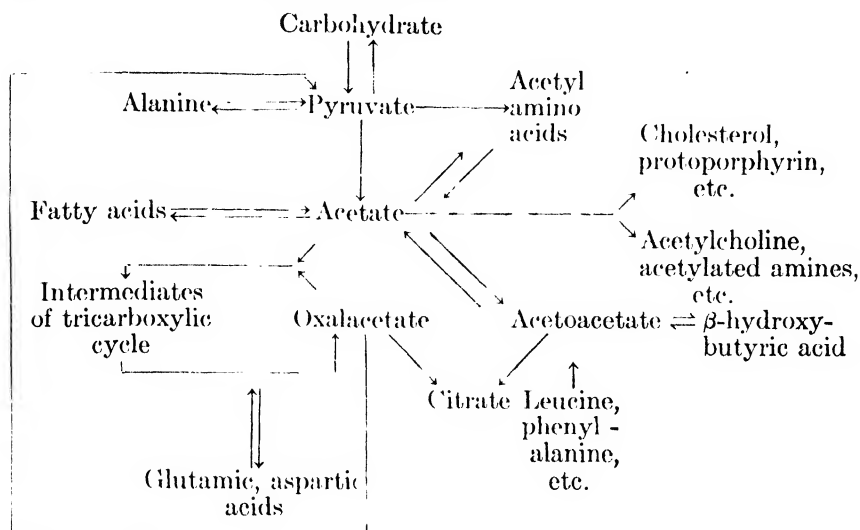 Carbohydrate
Alanine
Pyruvate
Acetyl
amino
acids
Cholesterol,
protoporphyrin,
etc.
Fatty acids
Acetate
Acetylcholine,
acetylated amines,
etc.
Intermediates
of tricarboxylic
cycle
Oxalacetate
Acetoacetate ⇌ β-hydroxy-
butyric acid
Citrate
Leucine,
phenyl -
alanine,
etc.
Glutamic, aspartic
acids